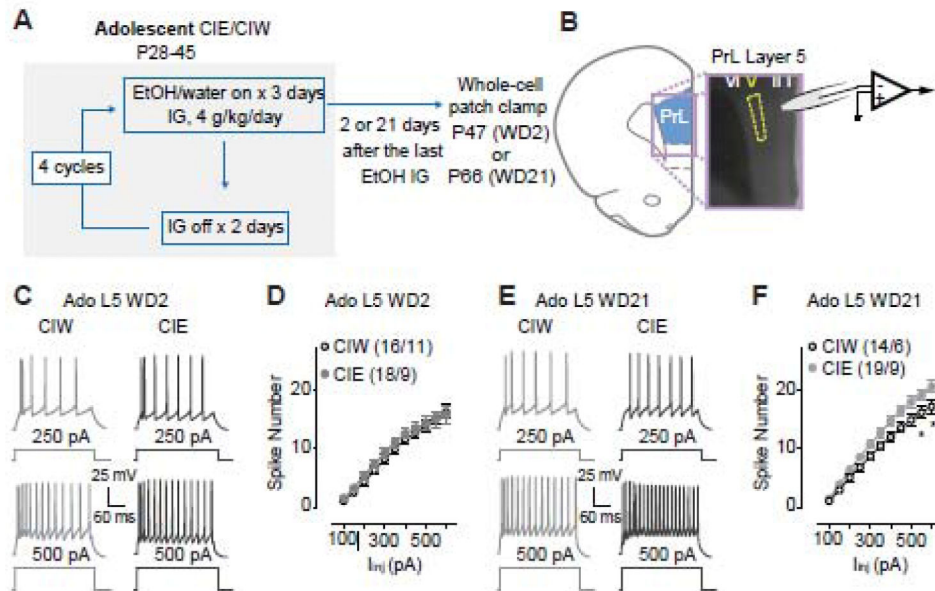 A
Adolescent CIE/CIW
P28-45
EtOH/water on x 3 days
IG, 4 g/kg/day
4 cycles
IG off x 2 days
2 or 21 days
after the last
EtOH IG
Whole-cell
patch clamp
P47 (WD2)
or
P66 (WD21)
B
PrL Layer 5
VI V II I
PrL
- +
C
Ado L5 WD2
CIW CIE
250 pA 250 pA
25 mV
60 ms
500 pA 500 pA
D
Ado L5 WD2
CIW (16/11)
CIE (18/9)
Spike Number
20
10
0
100 300 500
Iinj (pA)
E
Ado L5 WD21
CIW CIE
250 pA 250 pA
25 mV
60 ms
500 pA 500 pA
F
Ado L5 WD21
CIW (14/6)
CIE (19/9)
Spike Number
20
10
0
* *
100 300 500
Iinj (pA)